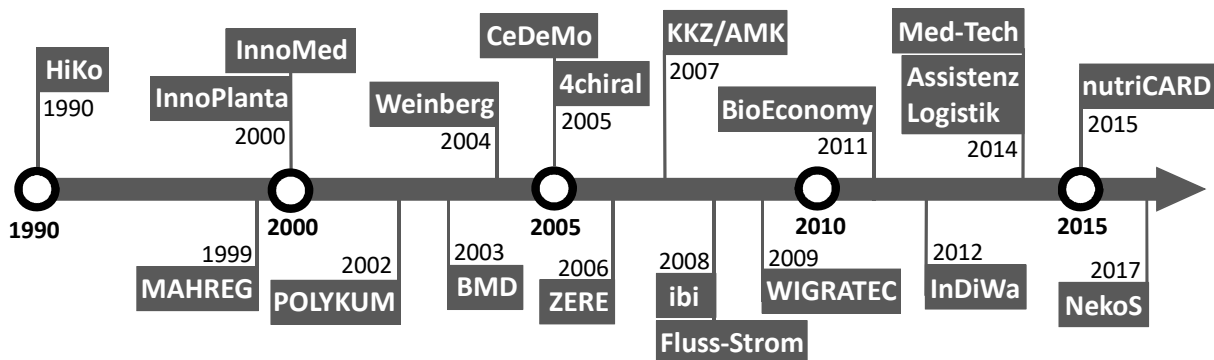 HiKo
1990
InnoMed
InnoPlanta
2000
Weinberg
2004
CeDeMo
4chiral
2005
KKZ/AMK
2007
BioEconomy
2011
Med-Tech
Assistenz
Logistik
2014
nutriCARD
2015
1990
2000
2005
2010
2015
1999
MAHREG
2002
POLYKUM
2003
BMD
2006
ZERE
2008
ibi
Fluss-Strom
2009
WIGRATEC
2012
InDiWa
2017
NekoS